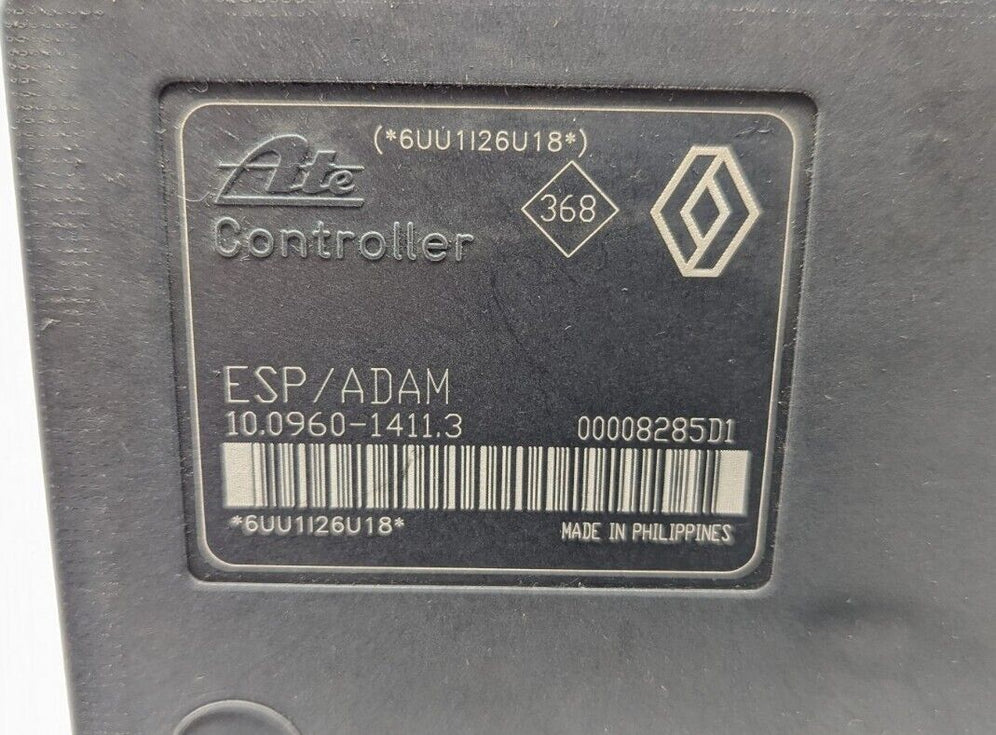 (*6UU1I26U18*)
Ate
Controller
368
ESP/ADAM
10.0960-1411.3
00008285D1
*6UU1I26U18*
MADE IN PHILIPPINES